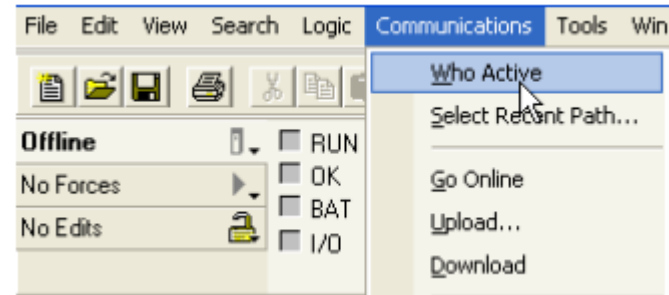 File Edit View Search Logic Communications Tools Win
Who Active
Select Recent Path...
Offline
RUN
No Forces
OK
Go Online
BAT
No Edits
Upload...
I/O
Download